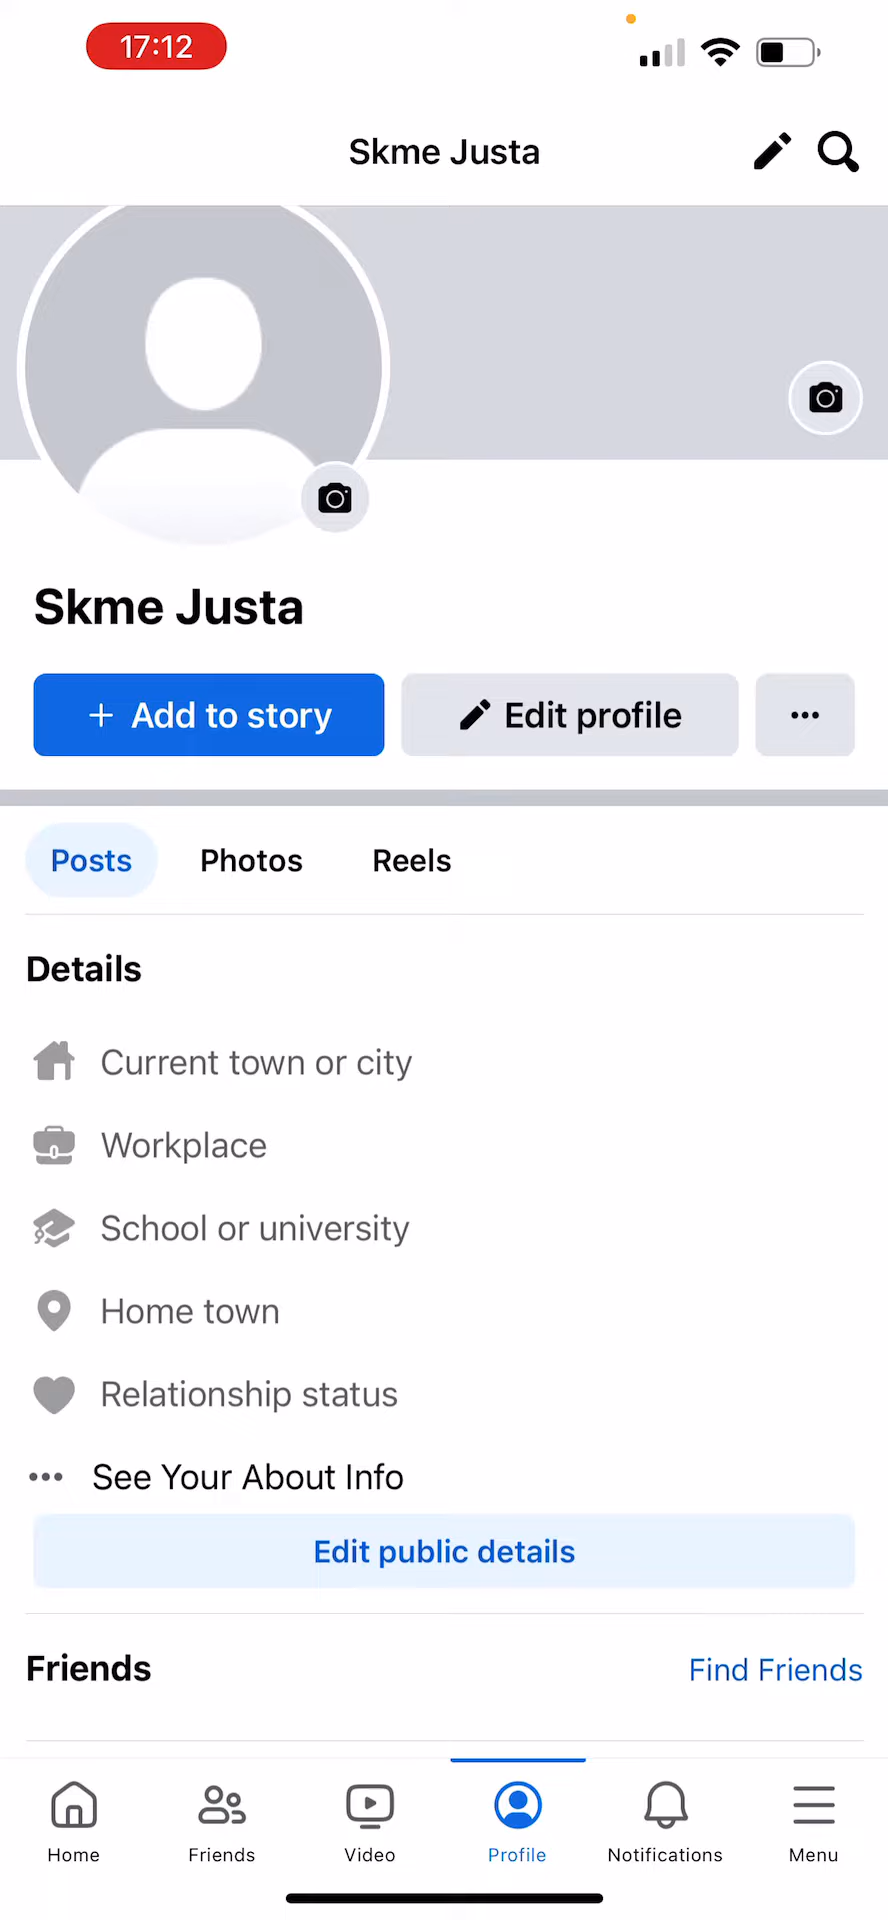 17:12
Skme Justa
Skme Justa
+ Add to story
Edit profile
Posts
Photos
Reels
Details
Current town or city
Workplace
School or university
Home town
Relationship status
See Your About Info
Edit public details
Friends
Find Friends
Home
Friends
Video
Profile
Notifications
Menu